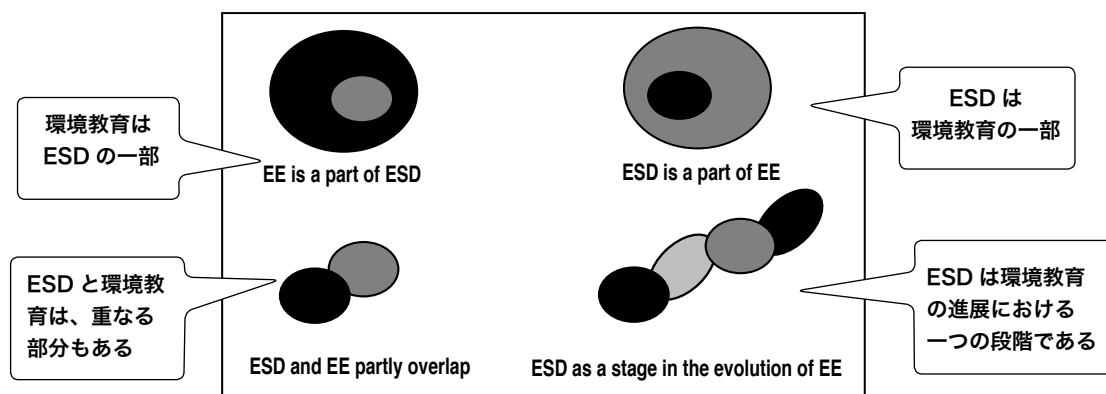 環境教育は
ESD の一部
EE is a part of ESD
ESD is a part of EE
ESD は
環境教育の一部
ESD と環境教
育は、重なる
部分もある
ESD and EE partly overlap
ESD as a stage in the evolution of EE
ESD は環境教育
の進展における
一つの段階である